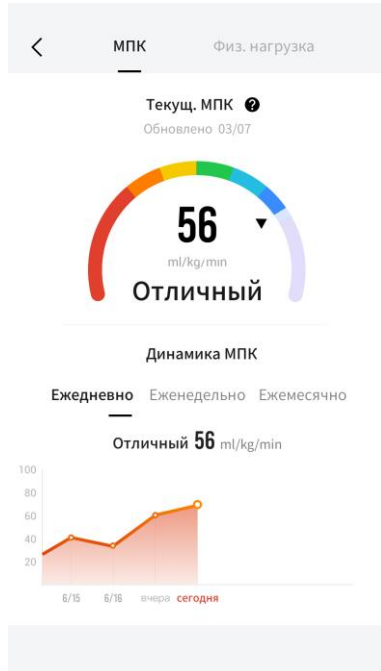 МПК Физ. нагрузка
Текущ. МПК ?
Обновлено 03/07
56
ml/kg/min
Отличный
Динамика МПК
Ежедневно Еженедельно Ежемесячно
Отличный 56 ml/kg/min
100
80
60
40
20
6/15 6/16 вчера сегодня